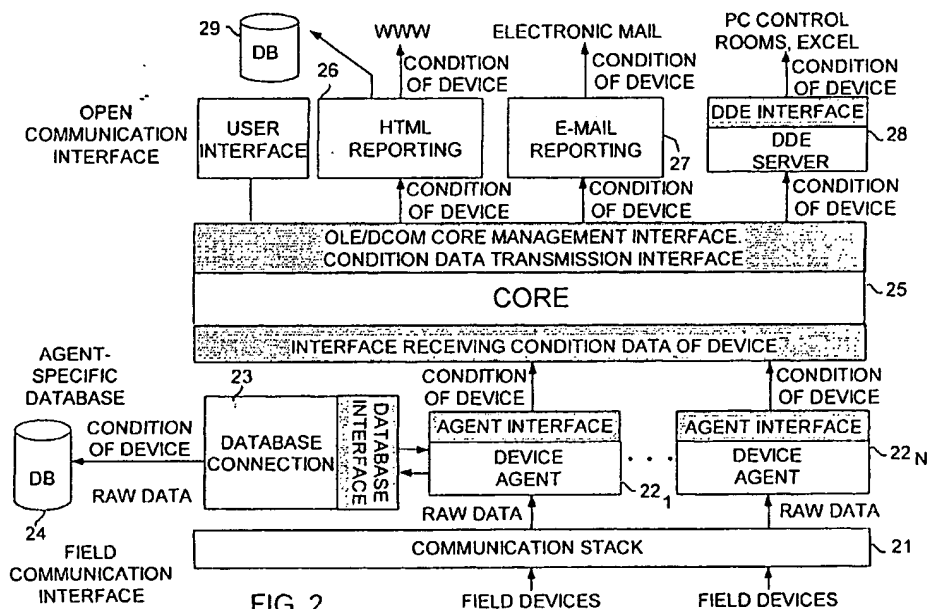 29
DB
WWW
ELECTRONIC MAIL
PC CONTROL
ROOMS, EXCEL
26
CONDITION
OF DEVICE
CONDITION
OF DEVICE
CONDITION
OF DEVICE
OPEN
COMMUNICATION
INTERFACE
USER
INTERFACE
HTML
REPORTING
E-MAIL
REPORTING
27
DDE INTERFACE
DDE
SERVER
28
CONDITION
OF DEVICE
CONDITION
OF DEVICE
CONDITION
OF DEVICE
OLE/DCOM CORE MANAGEMENT INTERFACE.
CONDITION DATA TRANSMISSION INTERFACE
CORE
25
INTERFACE RECEIVING CONDITION DATA OF DEVICE
AGENT-
SPECIFIC
DATABASE
23
CONDITION
OF DEVICE
CONDITION
OF DEVICE
CONDITION
OF DEVICE
DB
RAW DATA
24
DATABASE
CONNECTION
DATABASE
INTERFACE
AGENT INTERFACE
DEVICE
AGENT
22 1
. . .
AGENT INTERFACE
DEVICE
AGENT
22 N
RAW DATA
RAW DATA
COMMUNICATION STACK
21
FIELD
COMMUNICATION
INTERFACE
FIG. 2
FIELD DEVICES
FIELD DEVICES